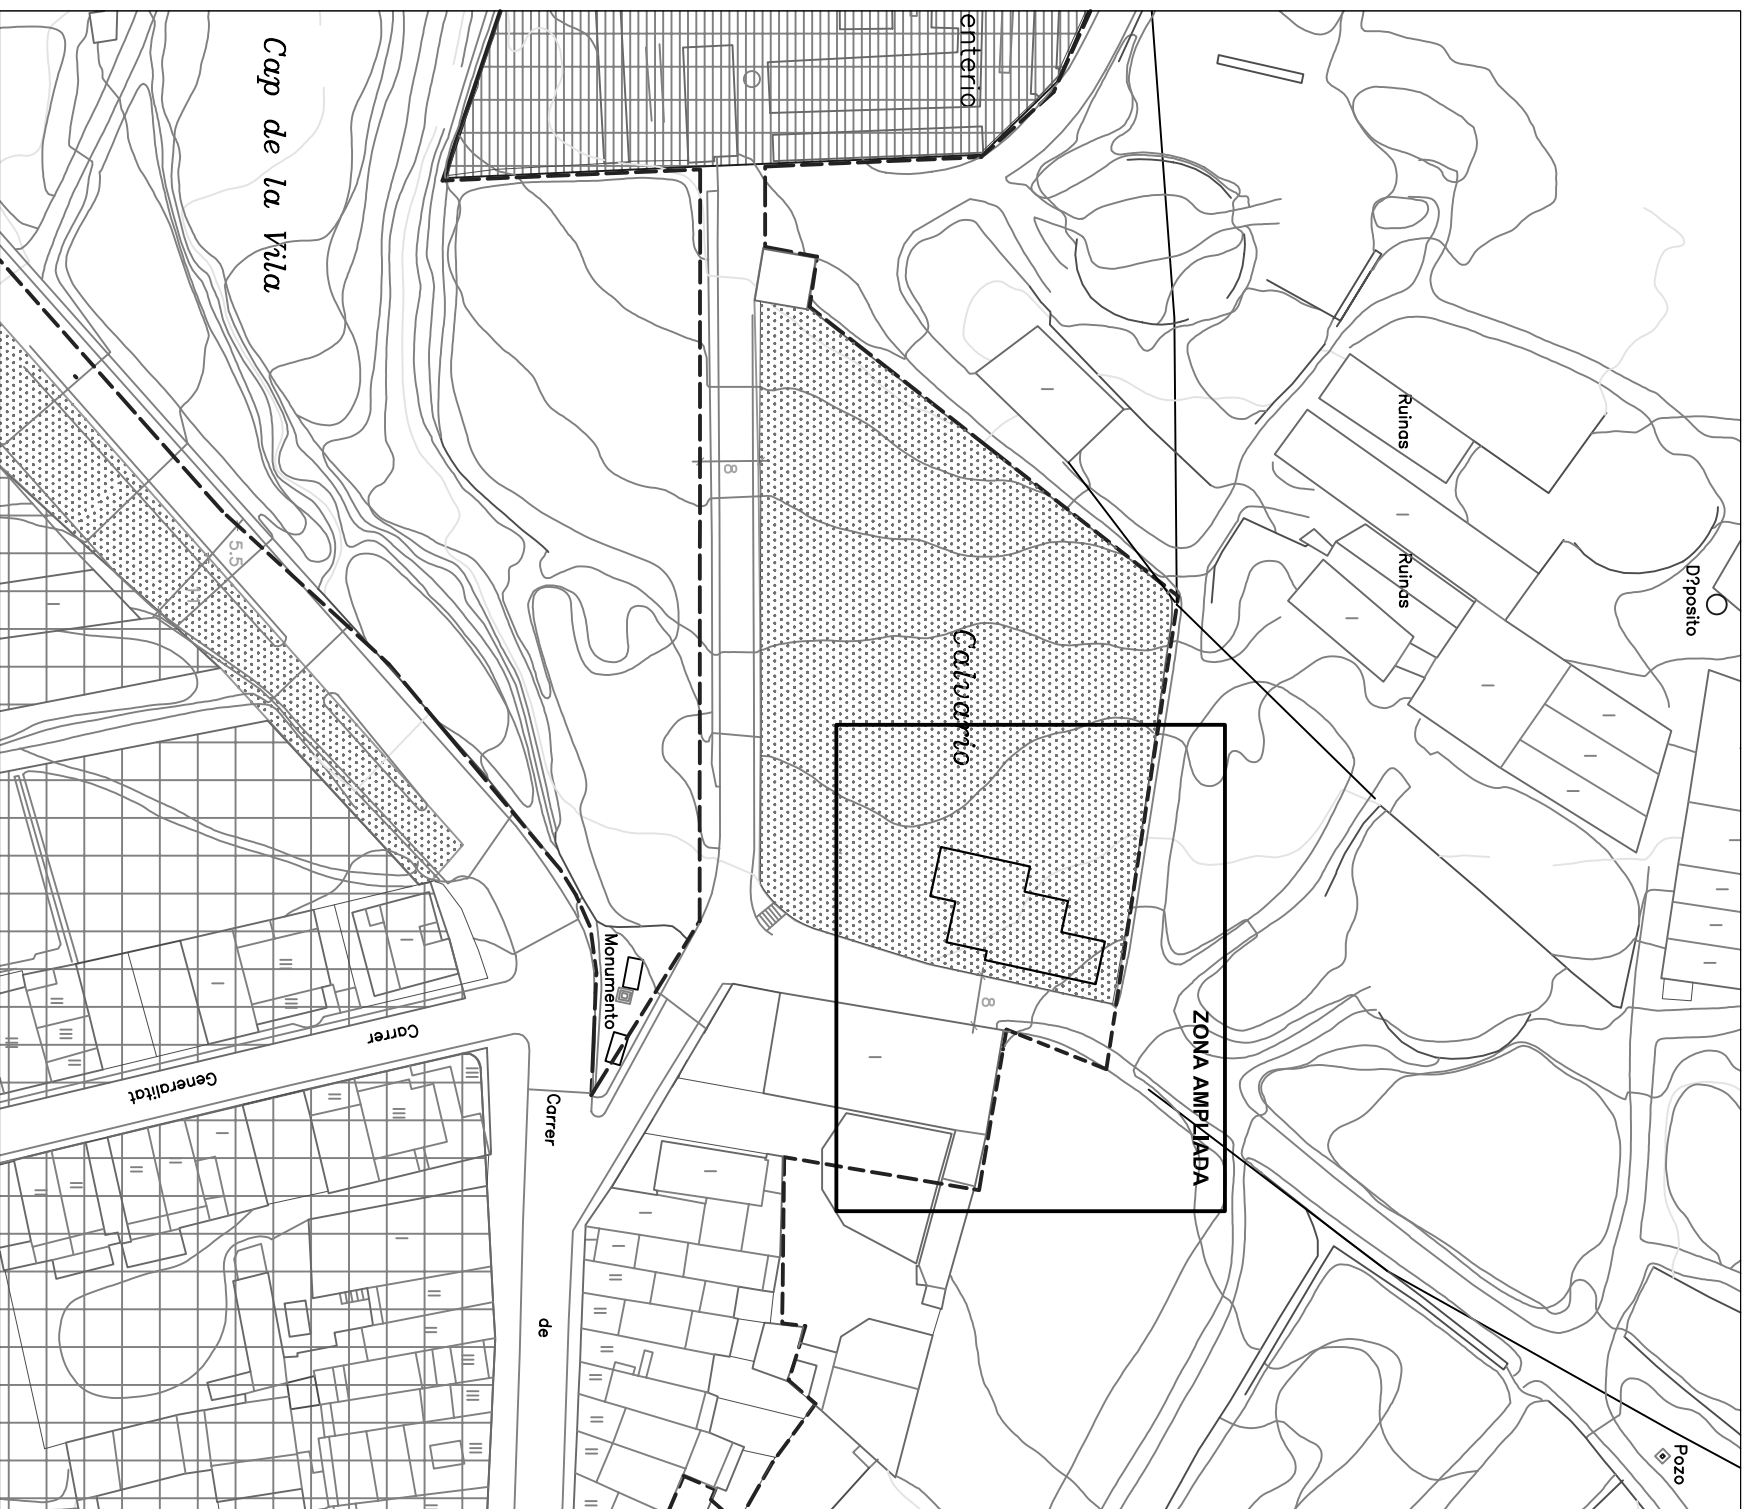 Cap de la Vila
enterio
Ruinas
Ruinas
D?posito
8
5.5
Calvario
Monumento
8
ZONA AMPLIADA
Carrer
Generalitat
Carrer
de
Pozo